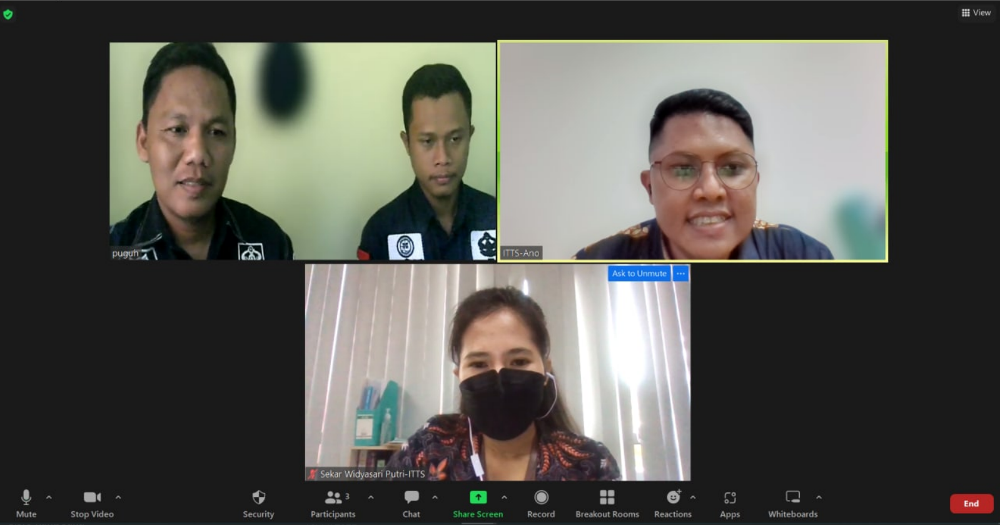 View
puguh
ITTS-Ano
Ask to Unmute
Sekar Widyasari Putri-ITTS
Mute
Stop Video
Security
Participants
3
Chat
Share Screen
Record
Breakout Rooms
Reactions
Apps
Whiteboards
End